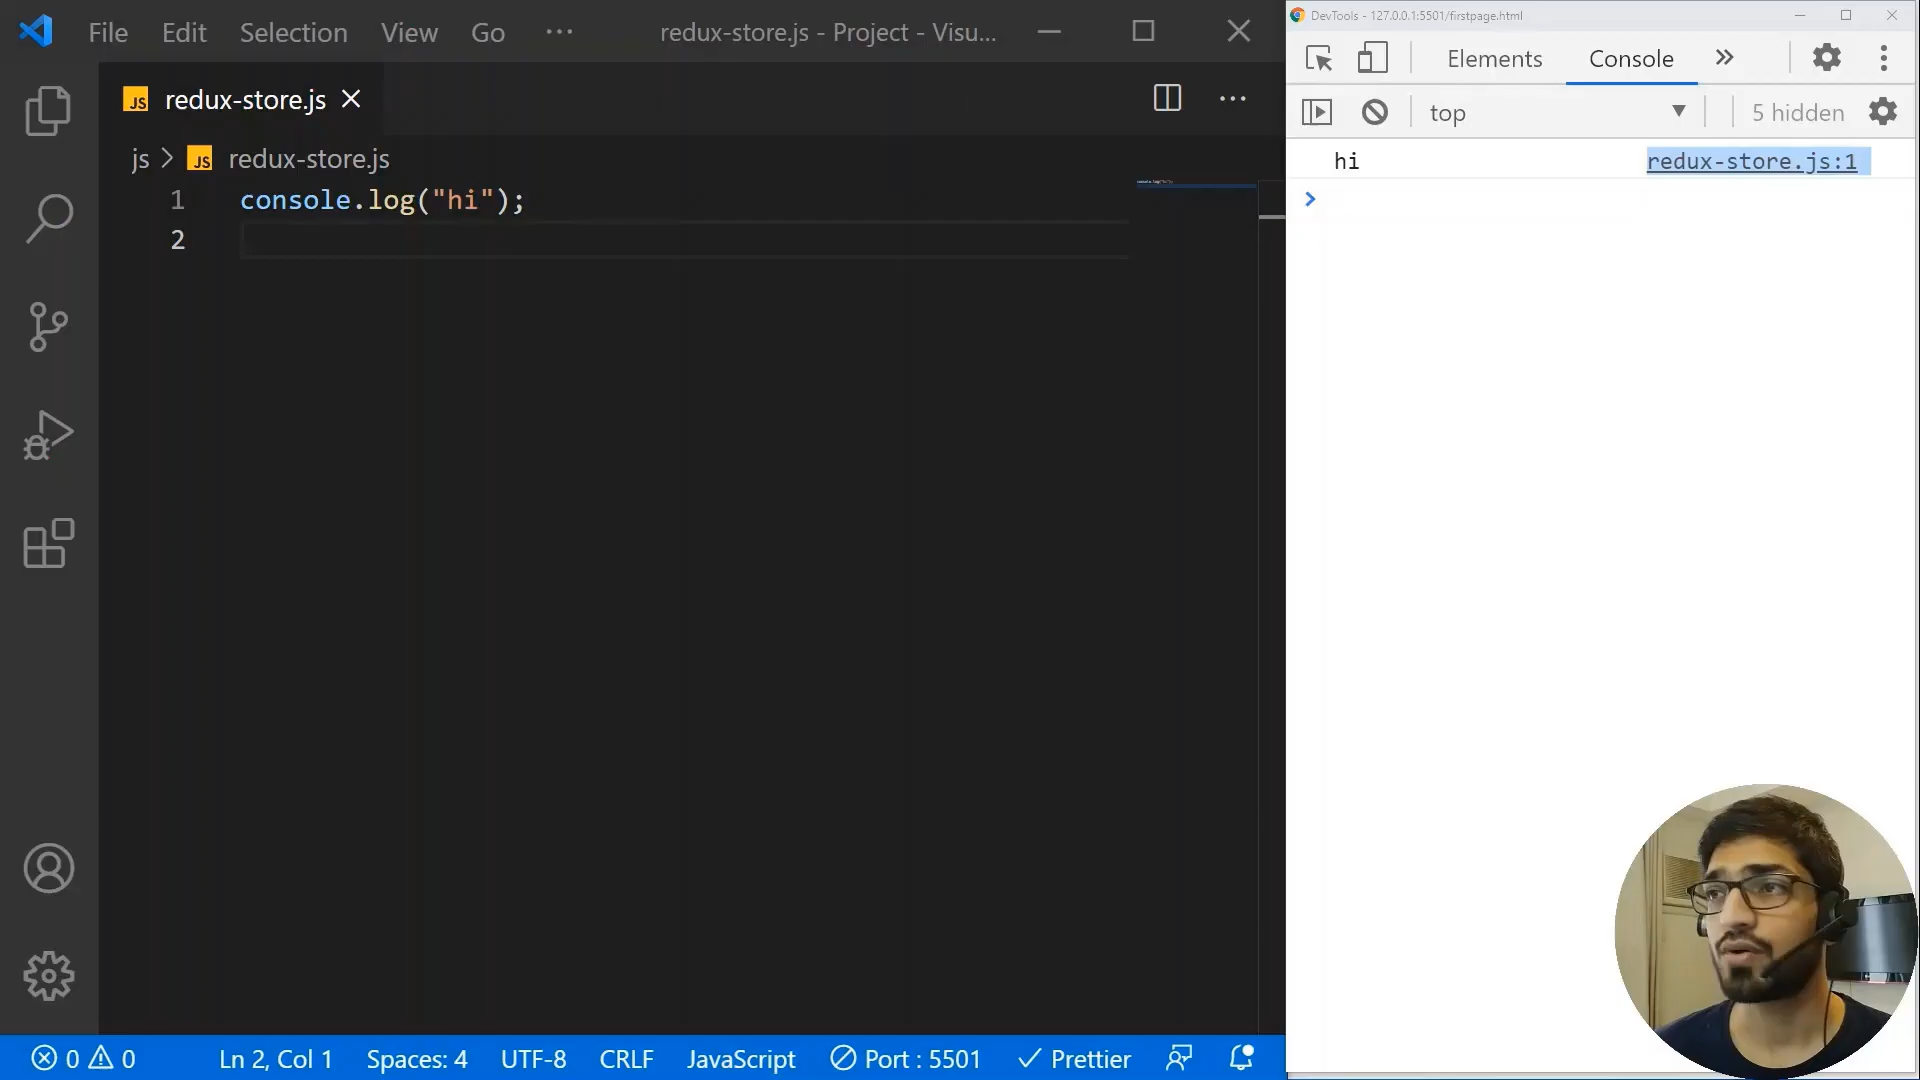 File Edit Selection View Go ··· redux-store.js - Project - Visu...
JS redux-store.js
js > JS redux-store.js
1 console.log("hi");
2
0 0 Ln 2, Col 1 Spaces: 4 UTF-8 CRLF JavaScript Port : 5501 Prettier
DevTools - 127.0.0.1:5501/firstpage.html
Elements Console
top 5 hidden
hi redux-store.js:1